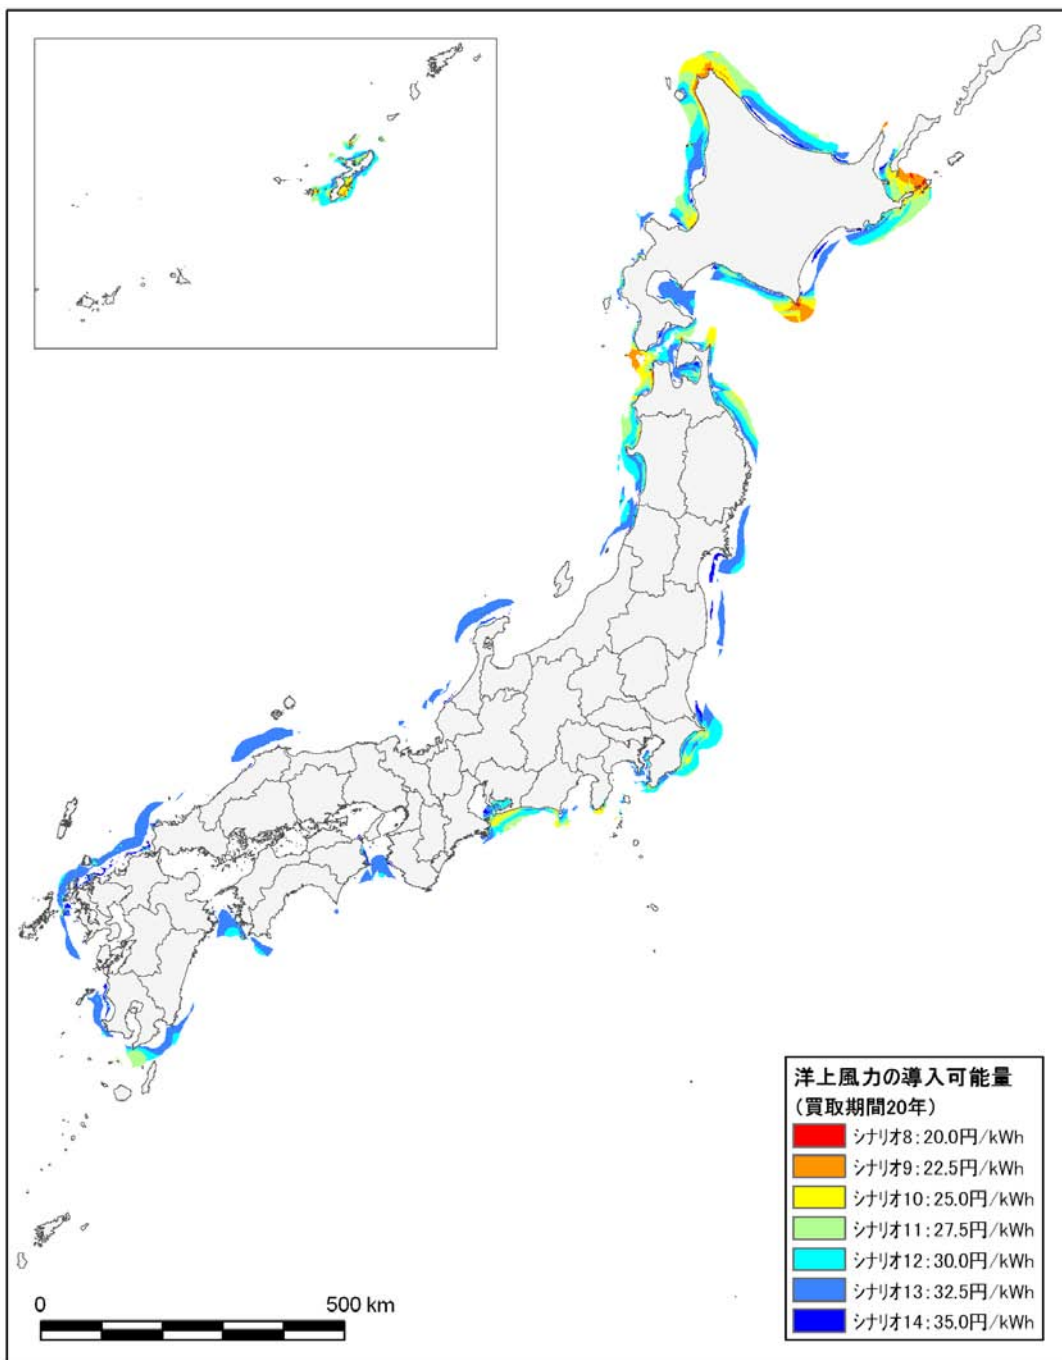 洋上風力の導入可能量
(買取期間20年)
シナリオ8:20.0円/kWh
シナリオ9:22.5円/kWh
シナリオ10:25.0円/kWh
シナリオ11:27.5円/kWh
シナリオ12:30.0円/kWh
シナリオ13:32.5円/kWh
シナリオ14:35.0円/kWh
0 500 km